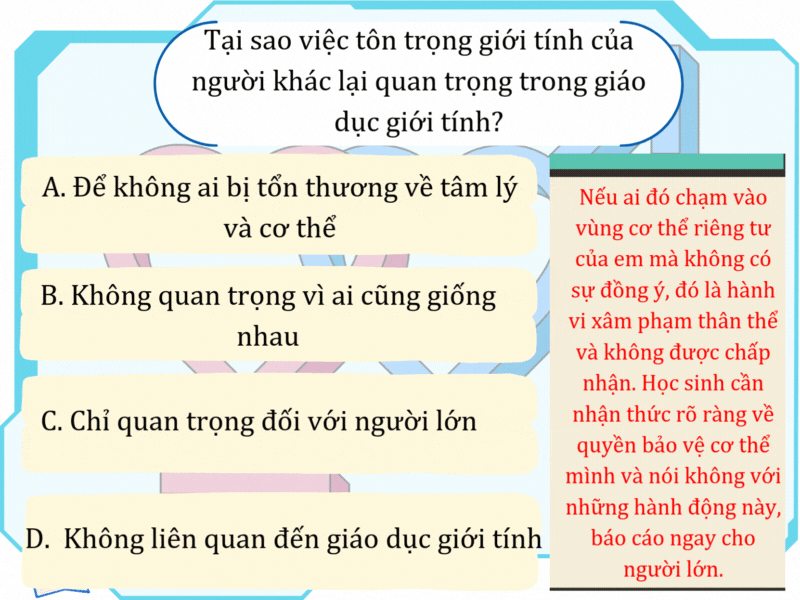 Tại sao việc tôn trọng giới tính của
người khác lại quan trọng trong giáo
dục giới tính?
A. Để không ai bị tổn thương về tâm lý
và cơ thể
B. Không quan trọng vì ai cũng giống
nhau
C. Chỉ quan trọng đối với người lớn
D. Không liên quan đến giáo dục giới tính
Nếu ai đó chạm vào
vùng cơ thể riêng tư
của em mà không có
sự đồng ý, đó là hành
vi xâm phạm thân thể
và không được chấp
nhận. Học sinh cần
nhận thức rõ ràng về
quyền bảo vệ cơ thể
mình và nói không với
những hành động này,
báo cáo ngay cho
người lớn.